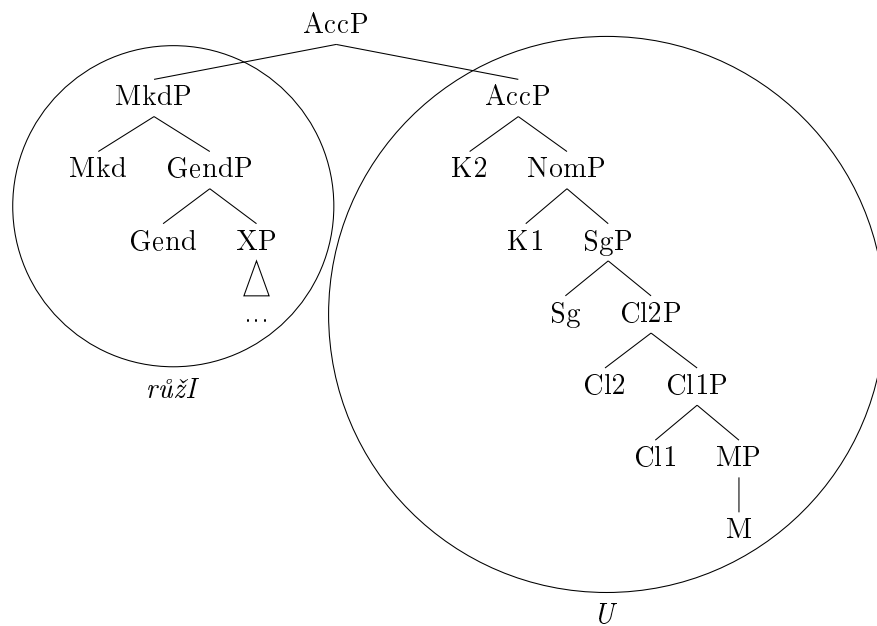 AccP
MkdP AccP
Mkd GendP K2 NomP
Gend XP K1 SgP
... Sg Cl2P
růžI Cl2 Cl1P
Cl1 MP
M
U